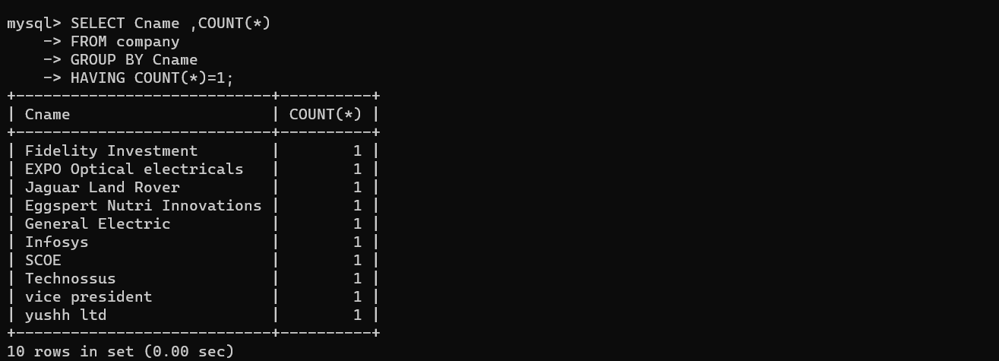 mysql> SELECT Cname ,COUNT(*)
    -> FROM company
    -> GROUP BY Cname
    -> HAVING COUNT(*)=1;
+----------------------------+----------+
| Cname                      | COUNT(*) |
+----------------------------+----------+
| Fidelity Investment        |        1 |
| EXPO Optical electricals   |        1 |
| Jaguar Land Rover          |        1 |
| Eggspert Nutri Innovations |        1 |
| General Electric           |        1 |
| Infosys                    |        1 |
| SCOE                       |        1 |
| Technossus                 |        1 |
| vice president             |        1 |
| yushh ltd                  |        1 |
+----------------------------+----------+
10 rows in set (0.00 sec)